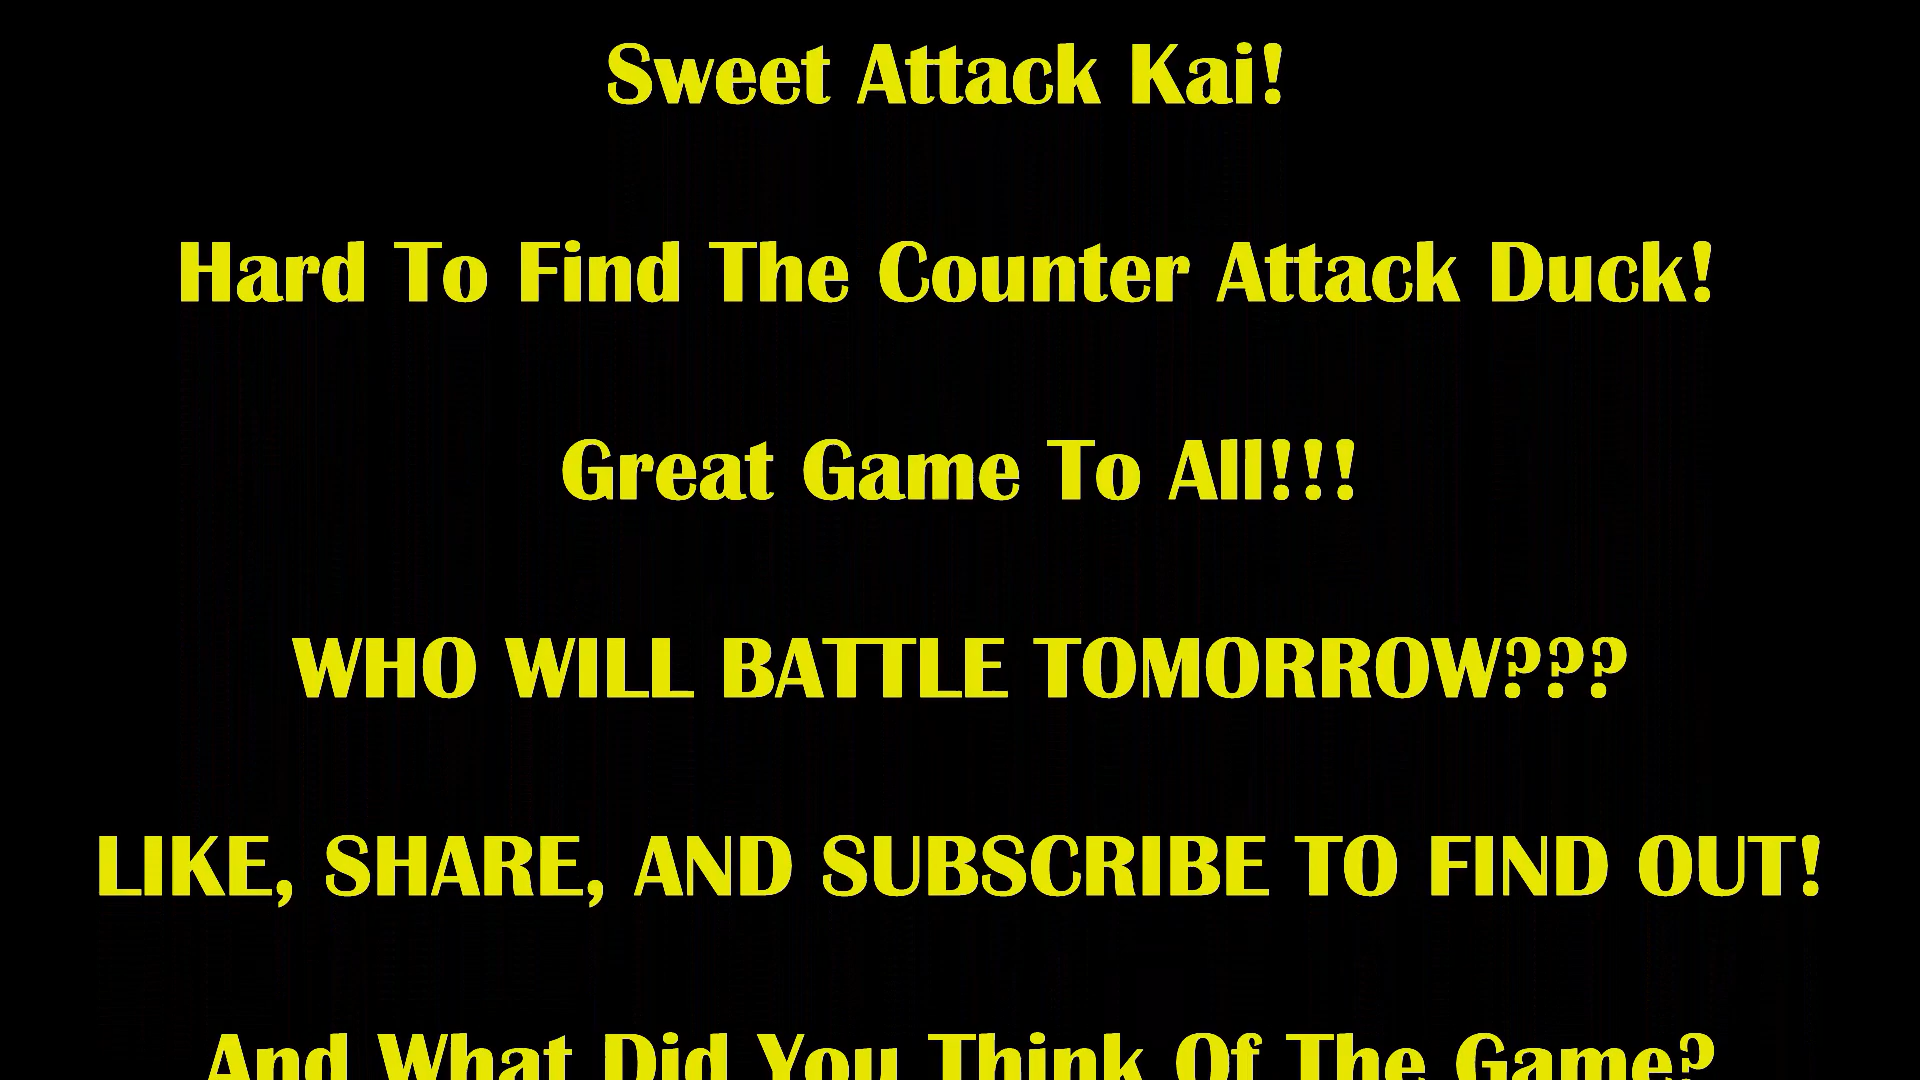 Sweet Attack Kai!
Hard To Find The Counter Attack Duck!
Great Game To All!!!
WHO WILL BATTLE TOMORROW???
LIKE, SHARE, AND SUBSCRIBE TO FIND OUT!
And What Did You Think Of The Game?